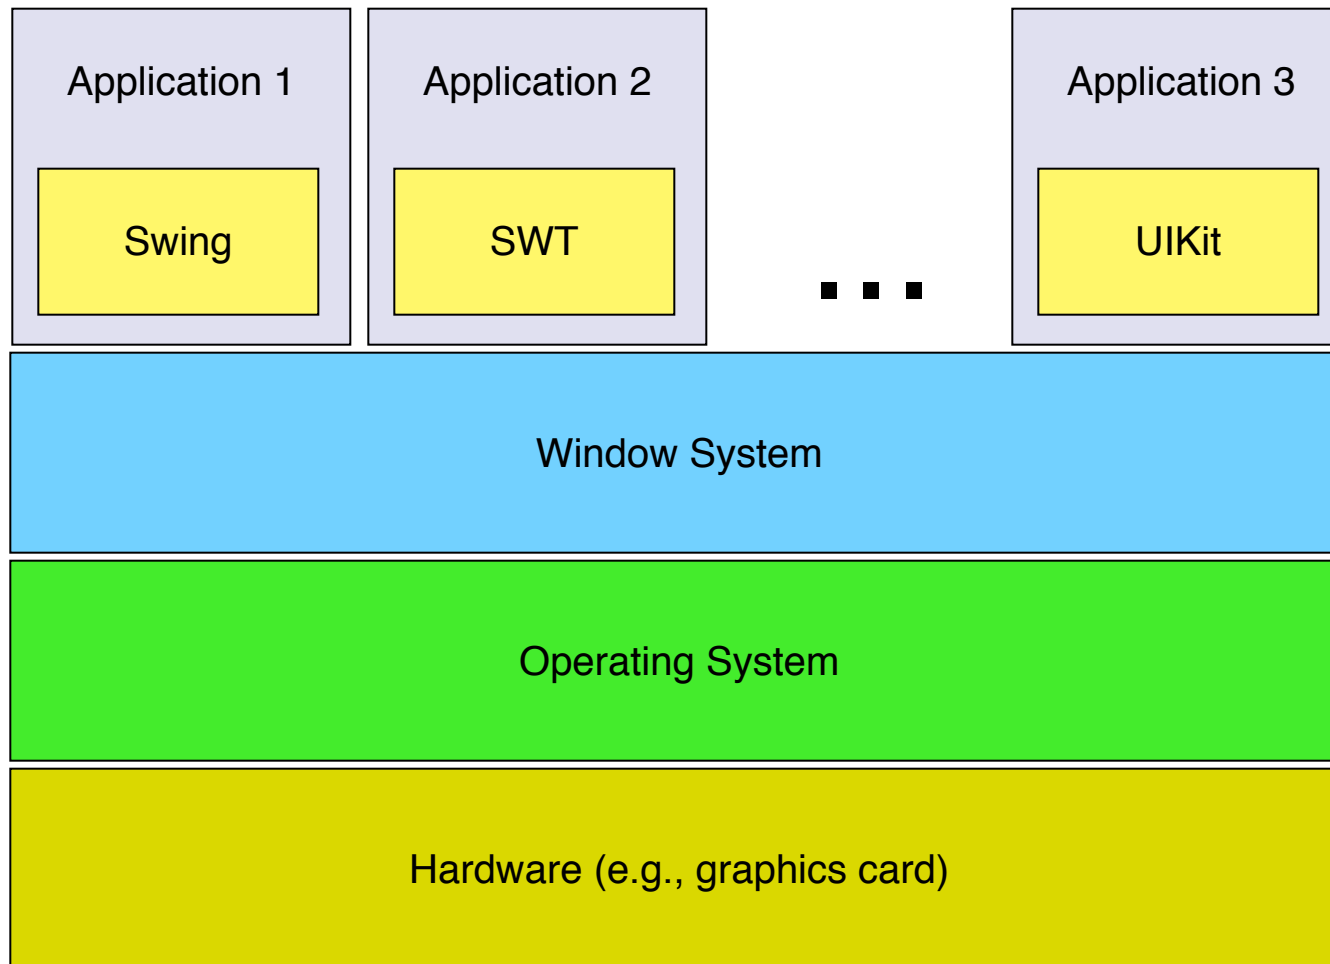 Application 1
Application 2
Application 3
Swing
SWT
UIKit
Window System
Operating System
Hardware (e.g., graphics card)